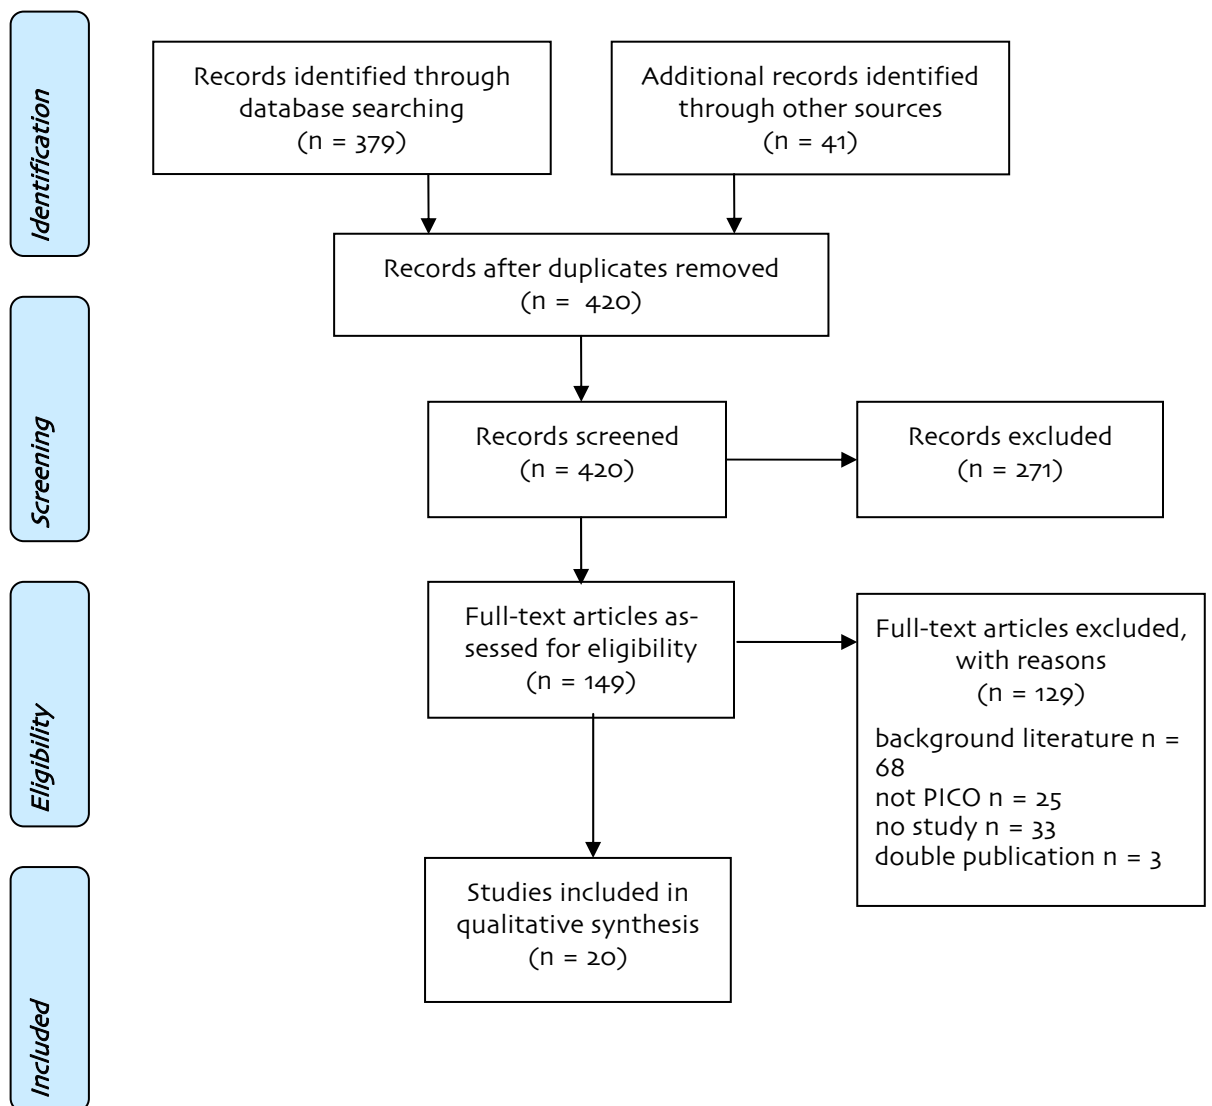 Identification
Records identified through
database searching
(n = 379)
Additional records identified
through other sources
(n = 41)
Records after duplicates removed
(n = 420)
Screening
Records screened
(n = 420)
Records excluded
(n = 271)
Eligibility
Full-text articles as-
sessed for eligibility
(n = 149)
Full-text articles excluded,
with reasons
(n = 129)
background literature n =
68
not PICO n = 25
no study n = 33
double publication n = 3
Included
Studies included in
qualitative synthesis
(n = 20)